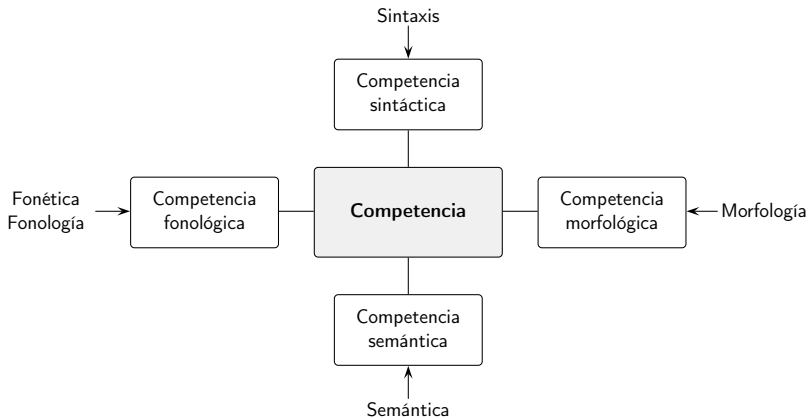 Sintaxis
Competencia
sintáctica
Fonética
Fonología
Competencia
fonológica
Competencia
Competencia
morfológica
Morfología
Competencia
semántica
Semántica